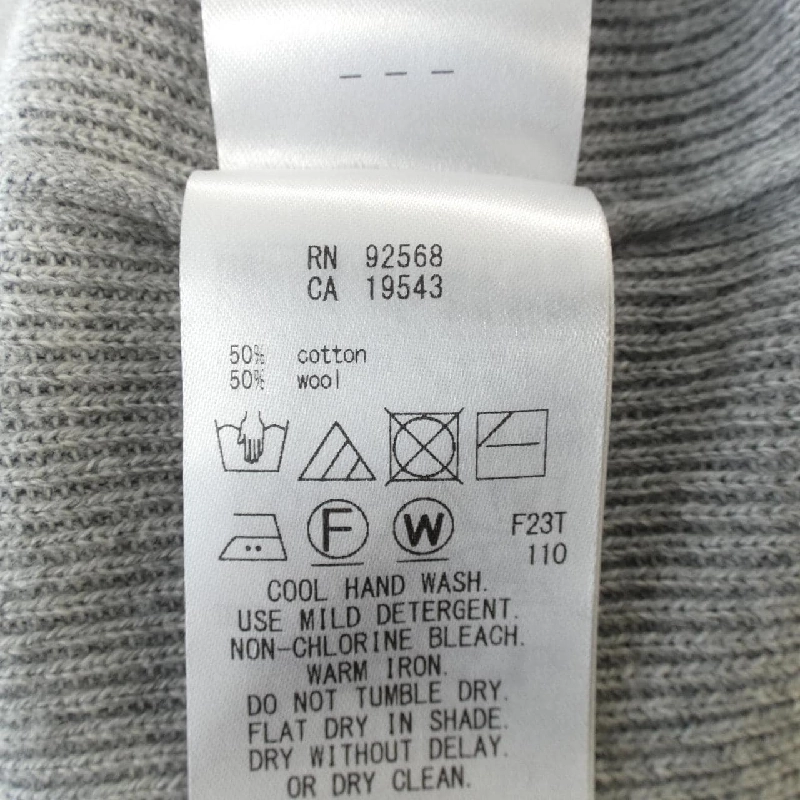 ---
RN 92568
CA 19543
50% cotton
50% wool
F W F23T
110
COOL HAND WASH.
USE MILD DETERGENT.
NON-CHLORINE BLEACH.
WARM IRON.
DO NOT TUMBLE DRY.
FLAT DRY IN SHADE.
DRY WITHOUT DELAY.
OR DRY CLEAN.